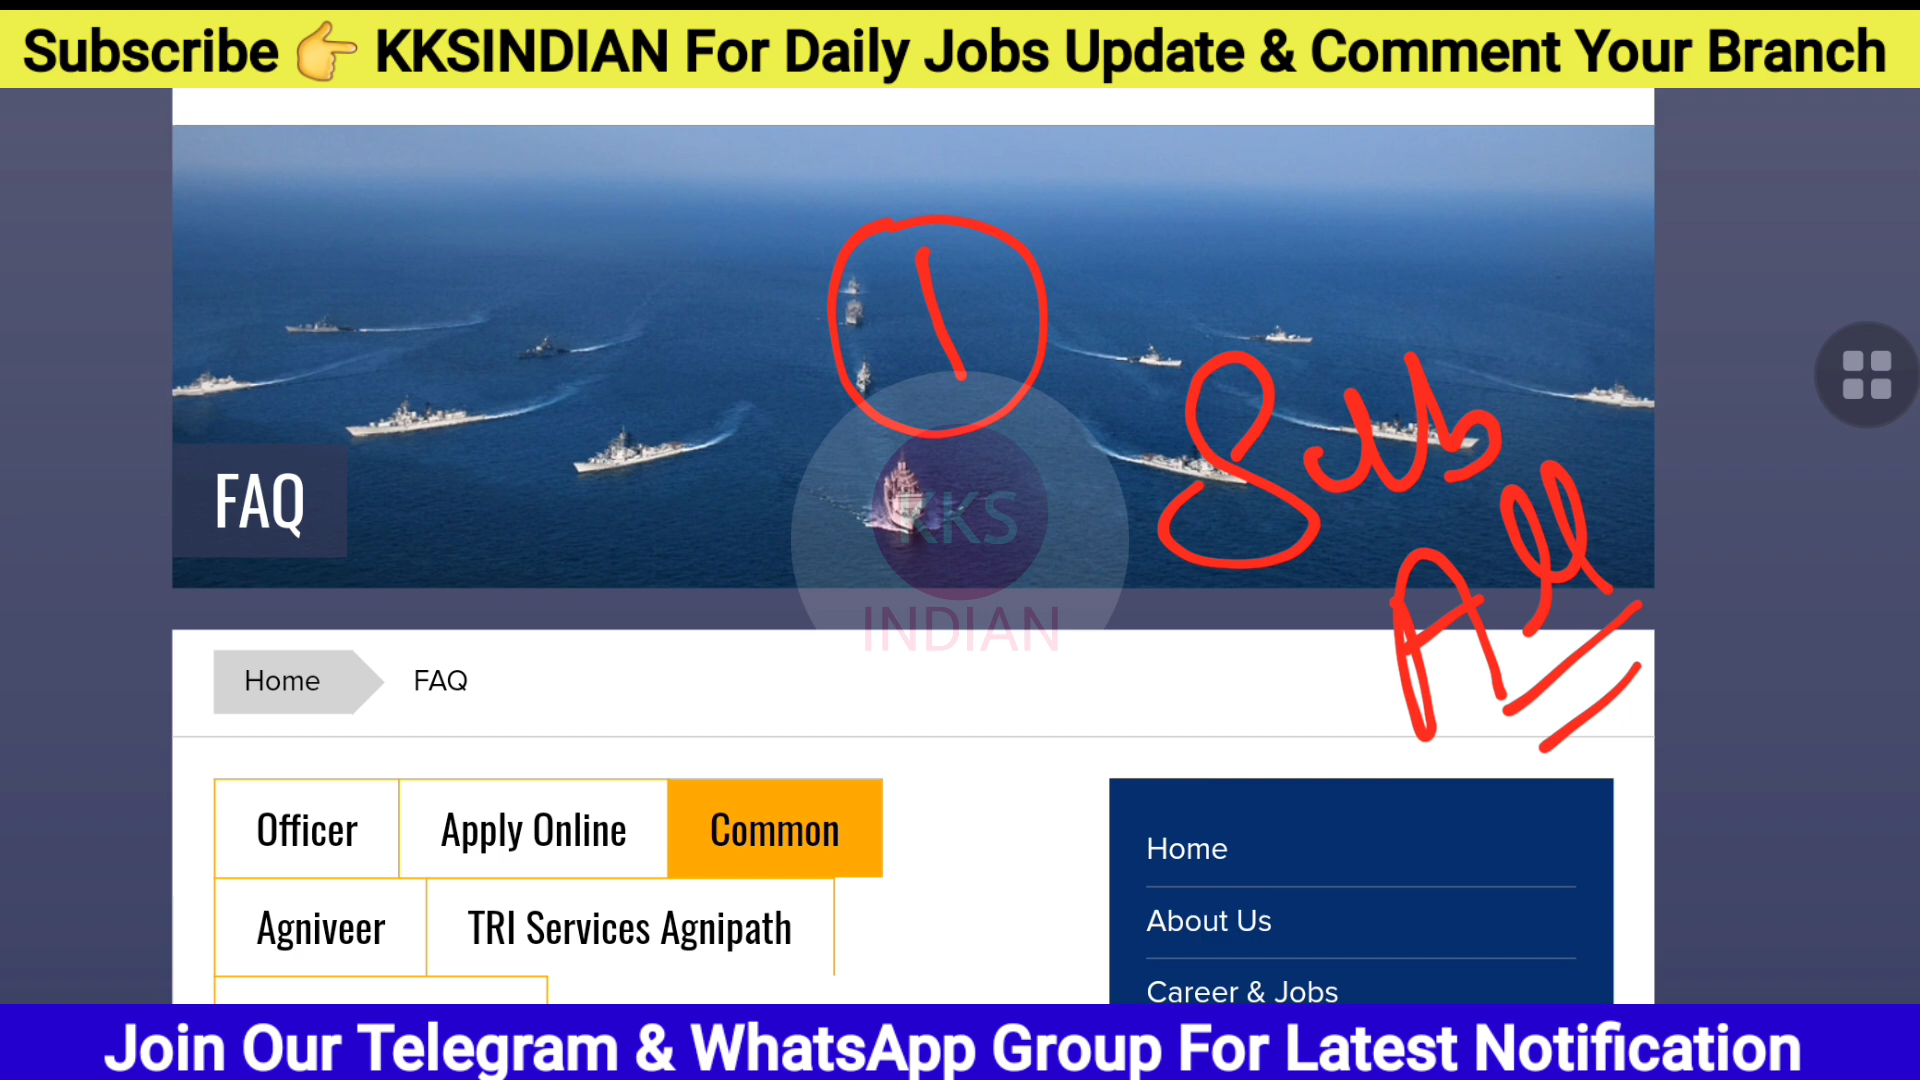 Subscribe 👉 KKSINDIAN For Daily Jobs Update & Comment Your Branch
1
Sub
All
FAQ
KKS
INDIAN
Home
FAQ
Officer
Apply Online
Common
Agniveer
TRI Services Agnipath
Home
About Us
Career & Jobs
Join Our Telegram & WhatsApp Group For Latest Notification